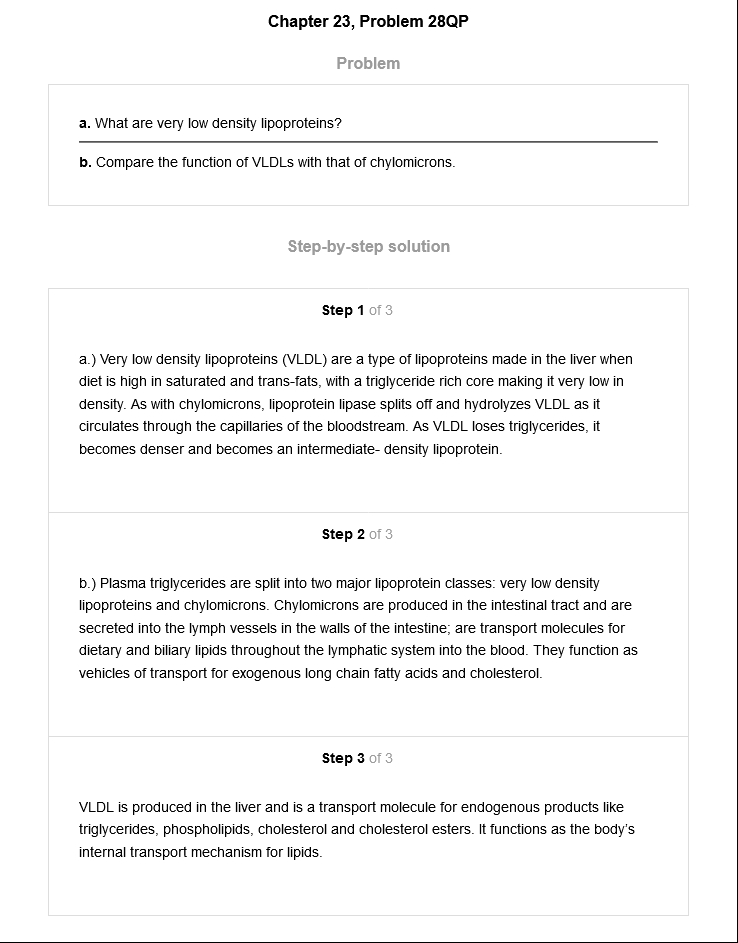 Chapter 23, Problem 28QP
Problem
a. What are very low density lipoproteins?
b. Compare the function of VLDLs with that of chylomicrons.
Step-by-step solution
Step 1 of 3
a.) Very low density lipoproteins (VLDL) are a type of lipoproteins made in the liver when
diet is high in saturated and trans-fats, with a triglyceride rich core making it very low in
density. As with chylomicrons, lipoprotein lipase splits off and hydrolyzes VLDL as it
circulates through the capillaries of the bloodstream. As VLDL loses triglycerides, it
becomes denser and becomes an intermediate- density lipoprotein.
Step 2 of 3
b.) Plasma triglycerides are split into two major lipoprotein classes: very low density
lipoproteins and chylomicrons. Chylomicrons are produced in the intestinal tract and are
secreted into the lymph vessels in the walls of the intestine; are transport molecules for
dietary and biliary lipids throughout the lymphatic system into the blood. They function as
vehicles of transport for exogenous long chain fatty acids and cholesterol.
Step 3 of 3
VLDL is produced in the liver and is a transport molecule for endogenous products like
triglycerides, phospholipids, cholesterol and cholesterol esters. It functions as the body's
internal transport mechanism for lipids.